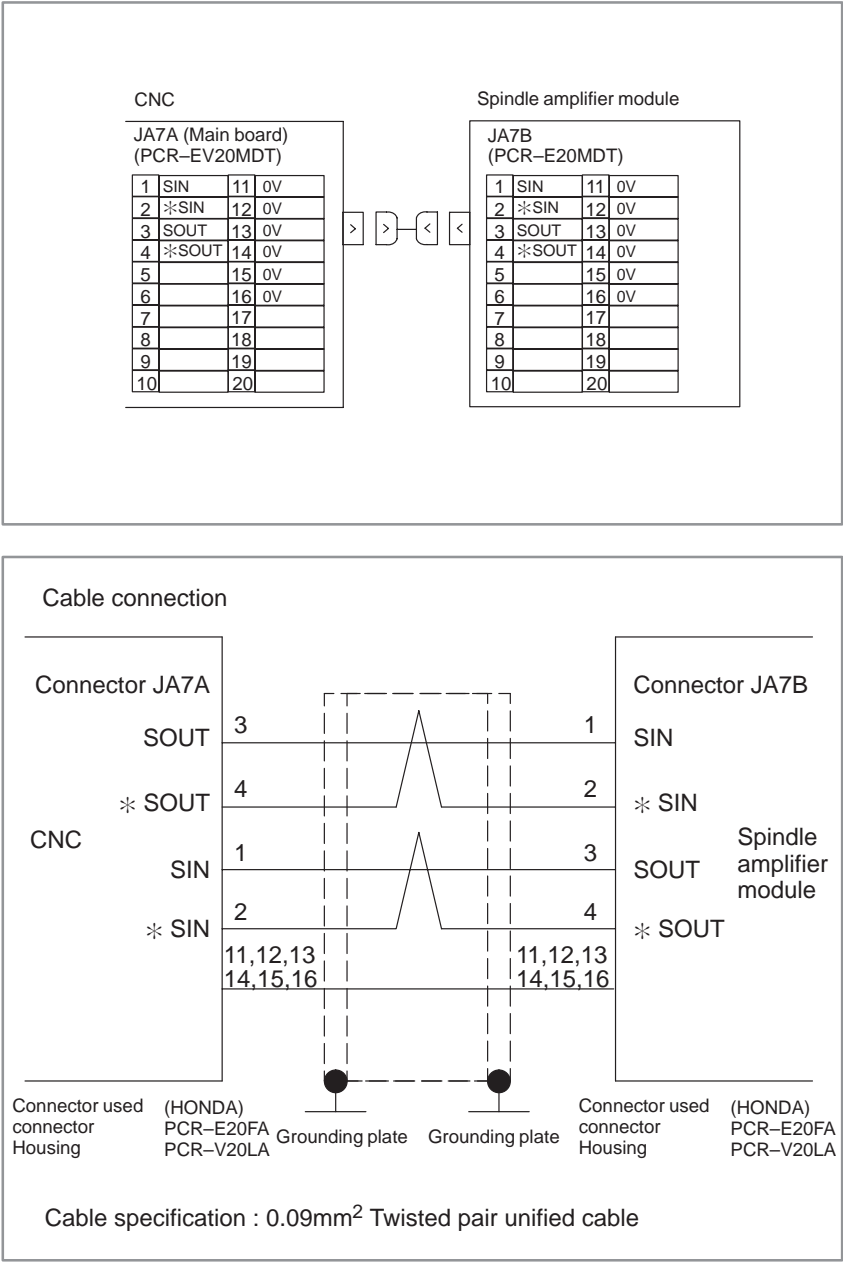 CNC
Spindle amplifier module
JA7A (Main board)
(PCR–EV20MDT)
1 SIN 11 0V
2 ＊SIN 12 0V
3 SOUT 13 0V
4 ＊SOUT 14 0V
5 15 0V
6 16 0V
7 17
8 18
9 19
10 20
JA7B
(PCR–E20MDT)
1 SIN 11 0V
2 ＊SIN 12 0V
3 SOUT 13 0V
4 ＊SOUT 14 0V
5 15 0V
6 16 0V
7 17
8 18
9 19
10 20
Cable connection
Connector JA7A
Connector JA7B
SOUT 3 1 SIN
＊ SOUT 4 2 ＊ SIN
CNC
SIN 1 3 SOUT
＊ SIN 2 4 ＊ SOUT
Spindle
amplifier
module
11,12,13
14,15,16
11,12,13
14,15,16
Connector used (HONDA)
connector PCR–E20FA
Housing PCR–V20LA
Grounding plate
Grounding plate
Connector used (HONDA)
connector PCR–E20FA
Housing PCR–V20LA
Cable specification : 0.09mm² Twisted pair unified cable